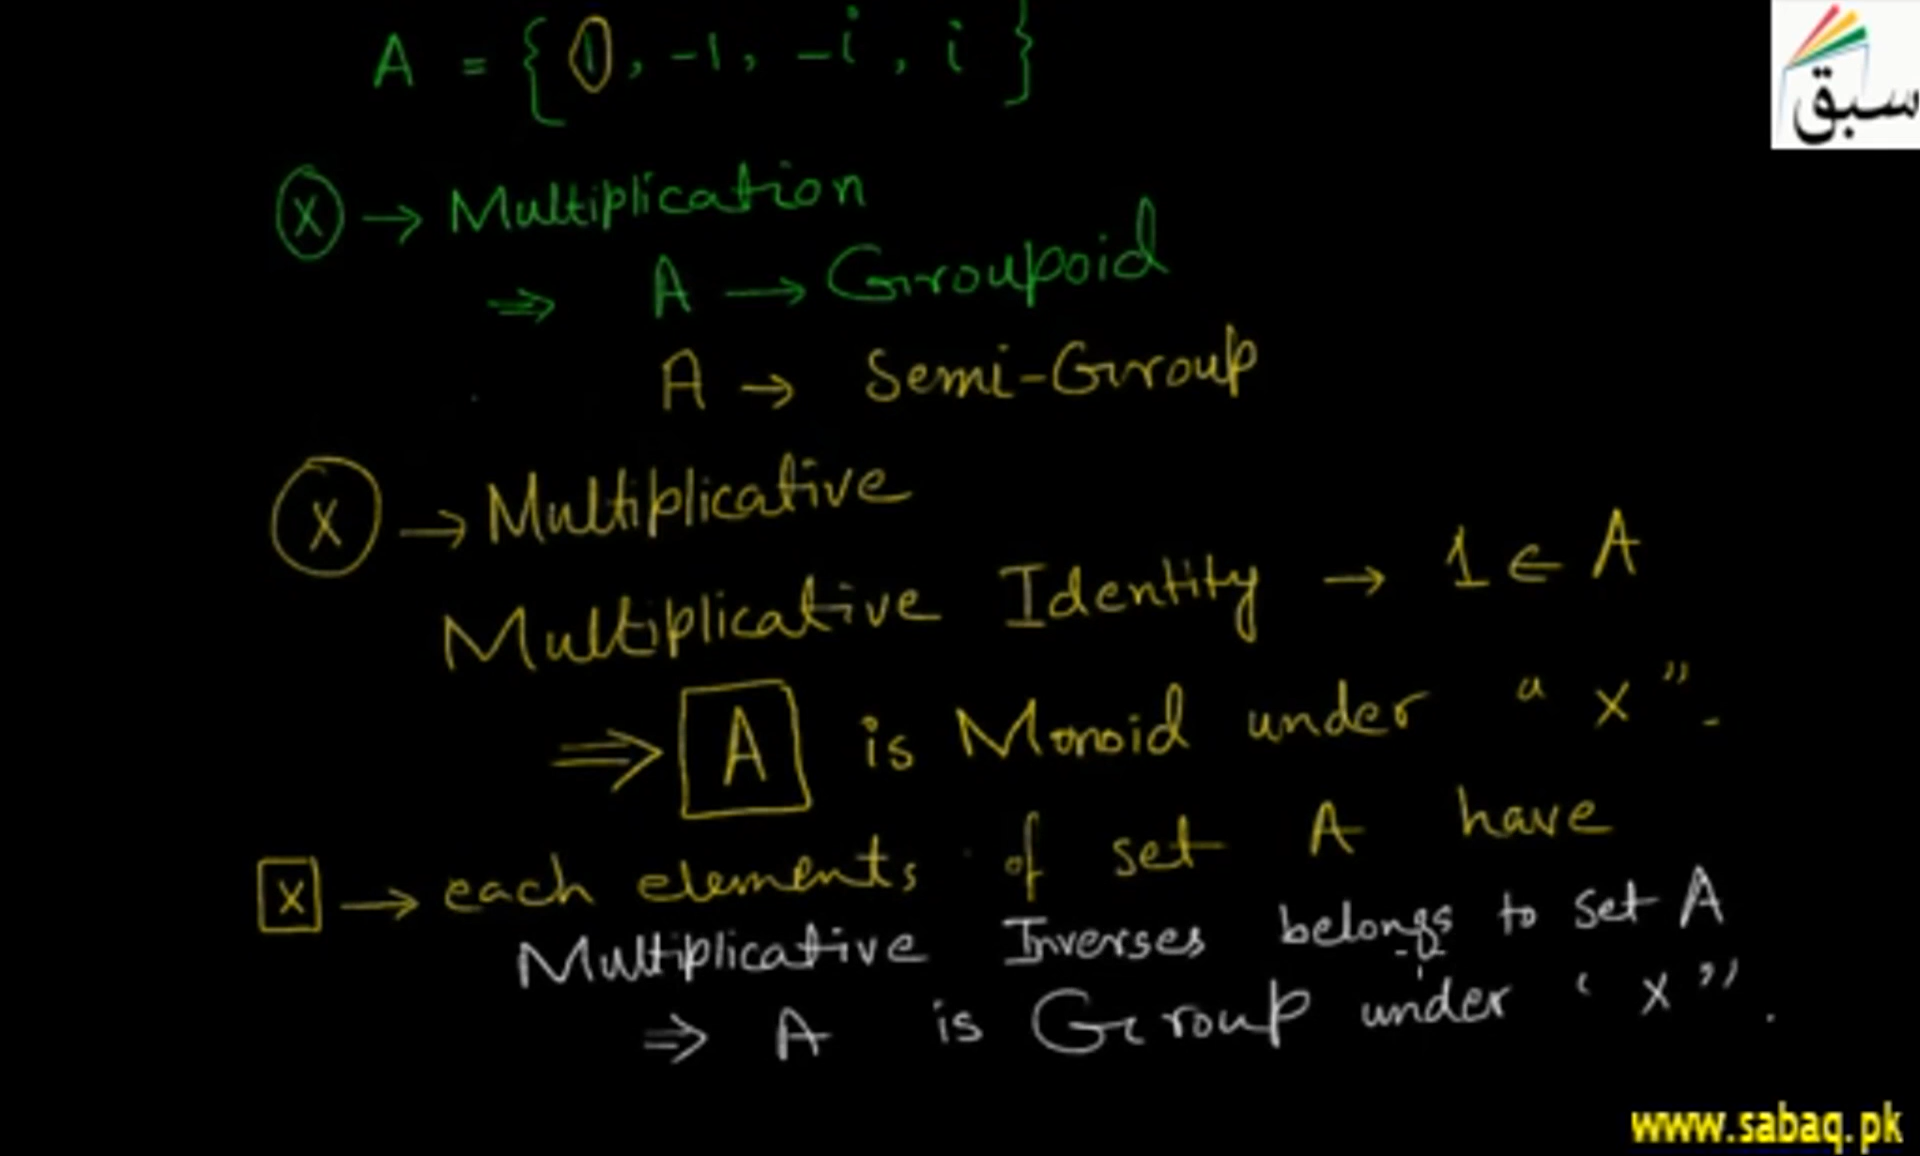 A = { 1, -1, -i, i }
سبق
X → Multiplication
⇒ A → Groupoid
A → Semi-Group
X → Multiplicative
Multiplicative Identity → 1 ∈ A
⇒ A is Monoid under " x ".
X → each elements of set A have
Multiplicative Inverses belongs to set A
⇒ A is Group under ' x ".
www.sabaq.pk